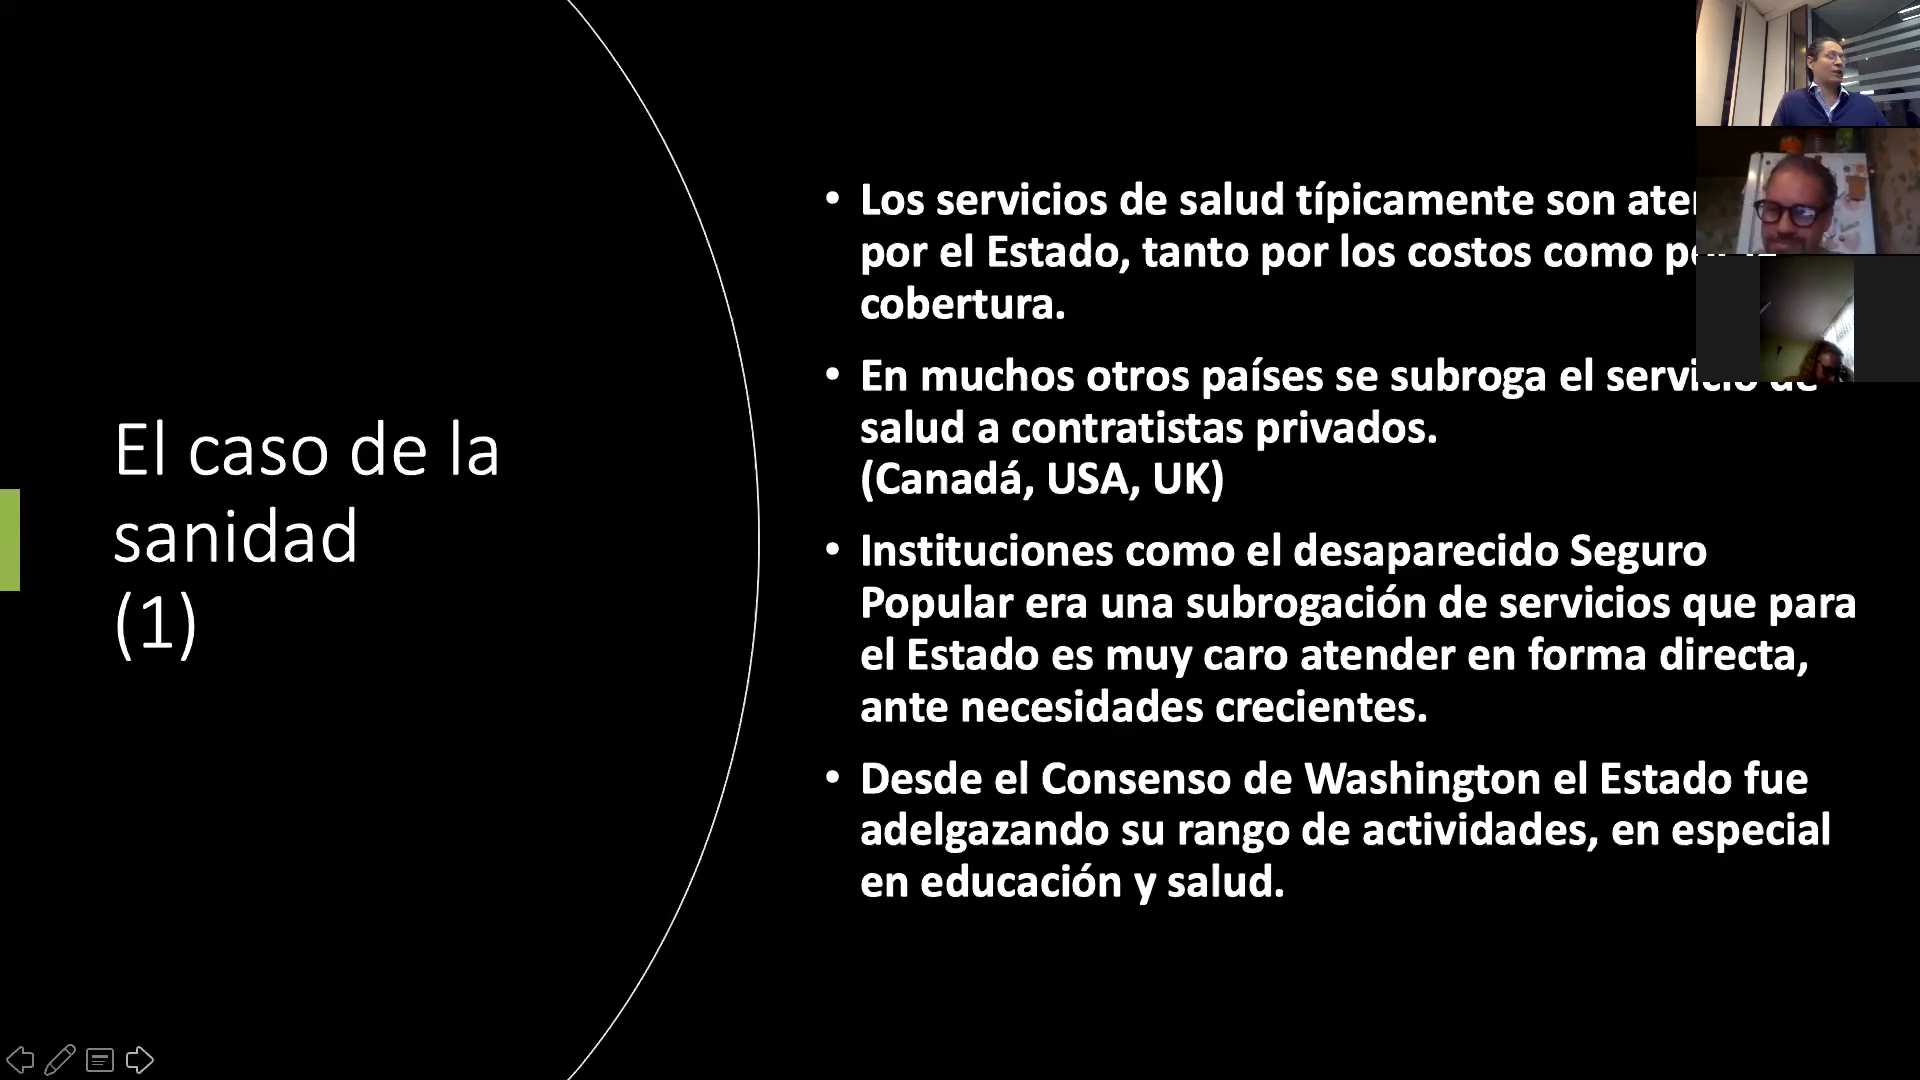 El caso de la
sanidad
(1)
• Los servicios de salud típicamente son
por el Estado, tanto por los costos como
cobertura.
• En muchos otros países se subroga el servicio de
salud a contratistas privados.
(Canadá, USA, UK)
• Instituciones como el desaparecido Seguro
Popular era una subrogación de servicios que para
el Estado es muy caro atender en forma directa,
ante necesidades crecientes.
• Desde el Consenso de Washington el Estado fue
adelgazando su rango de actividades, en especial
en educación y salud.